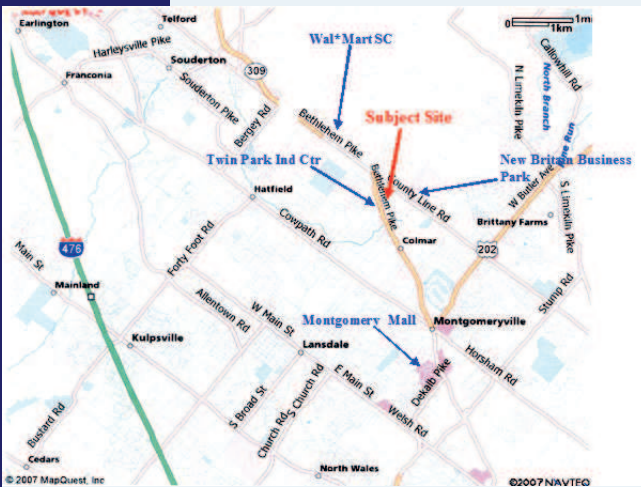 Earlington
Telford
1mi
0
1km
Harleysville Pike
Wal*Mart SC
Callowhill Rd
Souderton
309
Franconia
Souderton Pike
Bergey Rd
N Limekiln Pike
North Branch
Bethlehem Pike
Subject Site
Twin Park Ind Ctr
Bethlehem Pike
County Line Rd
New Britain Business
Park
W Butler Ave
S Limekiln Pike
Hatfield
Cowpath Rd
Brittany Farms
Colmar
202
476
Main St
Forty Foot Rd
Mainland
Allentown Rd
W Main St
Montgomery Mall
Stump Rd
Montgomeryville
Kulpsville
Lansdale
Horsham Rd
Dekalb Pike
E Main St
S Broad St
S Church Rd
Church Rd
Welsh Rd
Bustard Rd
Cedars
North Wales
© 2007 MapQuest, Inc
©2007 NAVTEQ